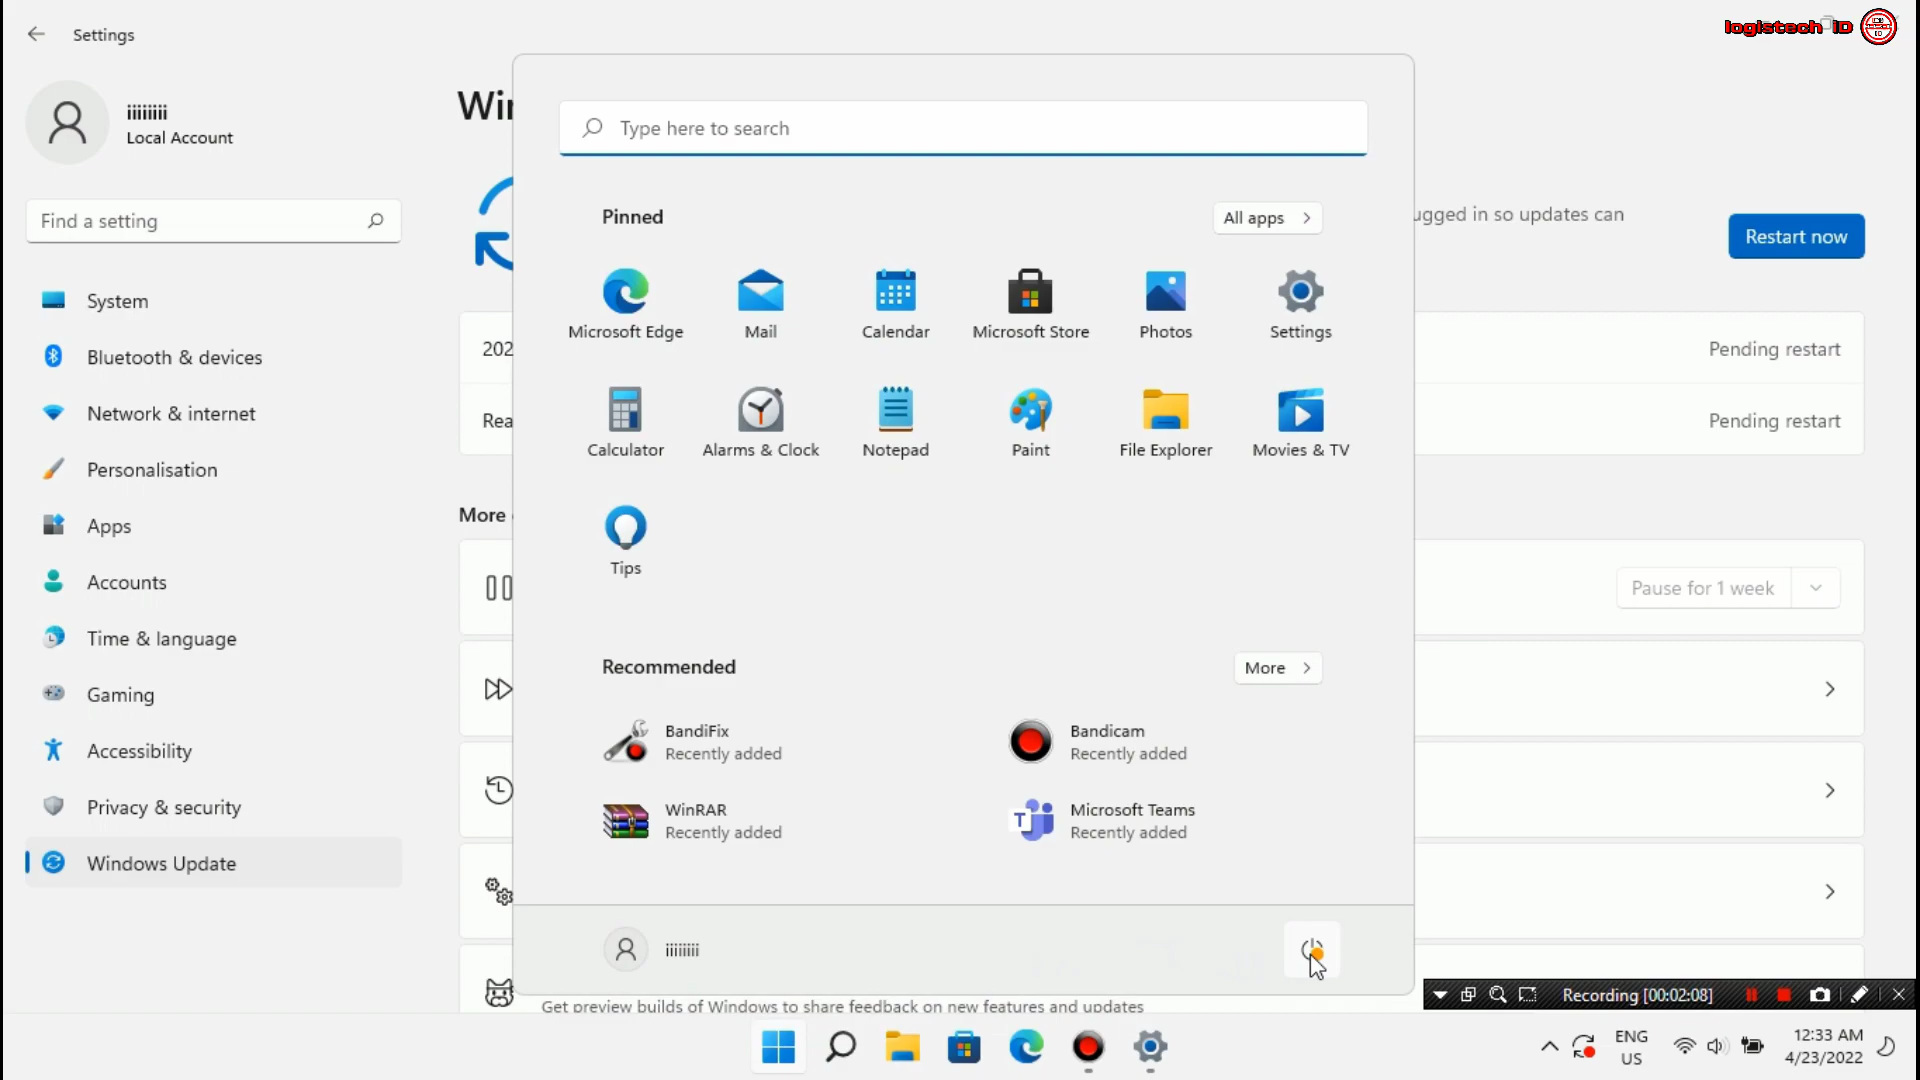 Settings
logistech iD
iiiiiiii
Local Account
Find a setting
System
Bluetooth & devices
Network & internet
Personalisation
Apps
Accounts
Time & language
Gaming
Accessibility
Privacy & security
Windows Update
Wi
ugged in so updates can
Restart now
202
Pending restart
Rea
Pending restart
More
Pause for 1 week
Type here to search
Pinned
All apps
Microsoft Edge
Mail
Calendar
Microsoft Store
Photos
Settings
Calculator
Alarms & Clock
Notepad
Paint
File Explorer
Movies & TV
Tips
Recommended
More
BandiFix
Recently added
Bandicam
Recently added
WinRAR
Recently added
Microsoft Teams
Recently added
iiiiiiii
Get preview builds of Windows to share feedback on new features and updates
Recording [00:02:08]
ENG
US
12:33 AM
4/23/2022